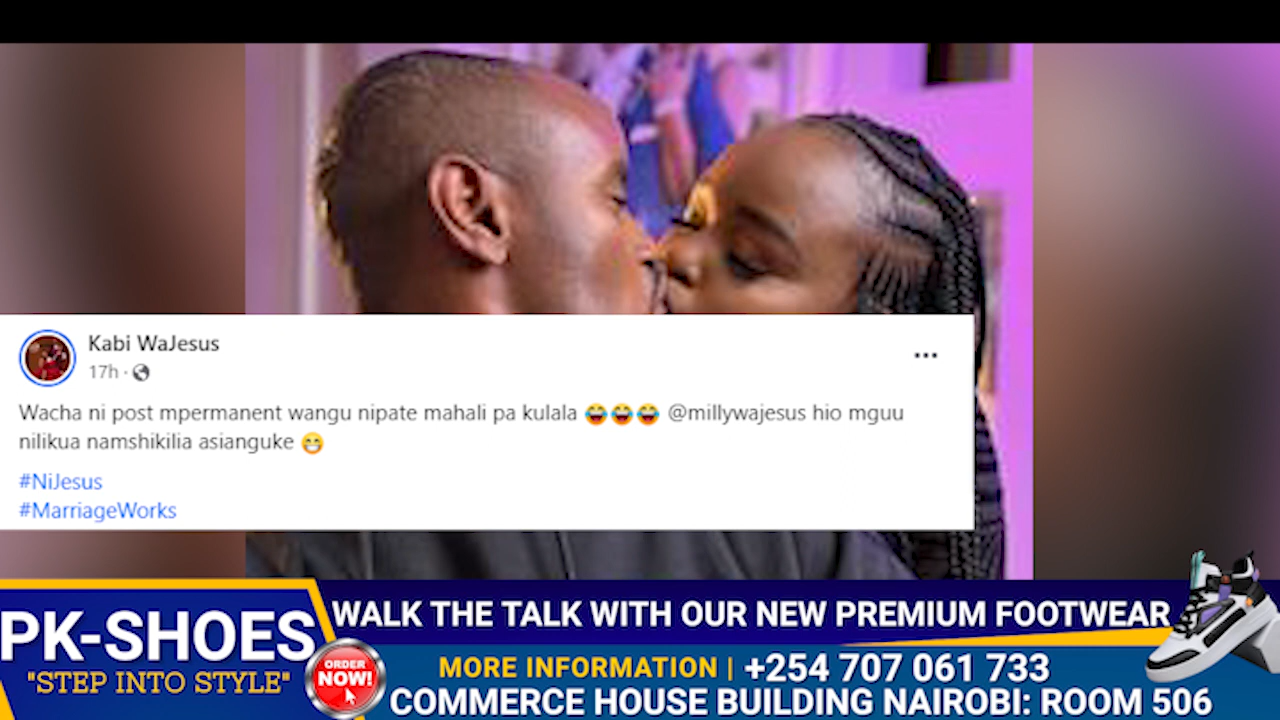 Kabi WaJesus
17h ·
Wacha ni post mpermanent wangu nipate mahali pa kulala 😂😂😂 @millywajesus hio mguu
nilikua namshikilia asianguke 😁
#NiJesus
#MarriageWorks
PK-SHOES
"STEP INTO STYLE"
ORDER
NOW!
WALK THE TALK WITH OUR NEW PREMIUM FOOTWEAR
MORE INFORMATION | +254 707 061 733
COMMERCE HOUSE BUILDING NAIROBI: ROOM 506